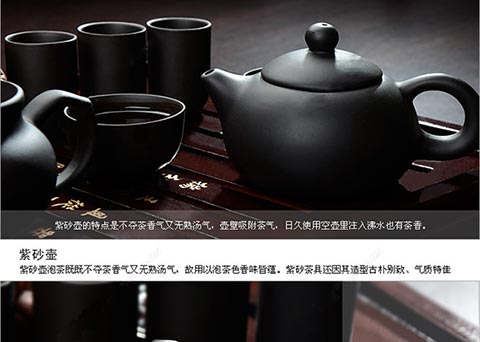 紫砂壶的特点是不夺茶香气又无熟汤气，壶壁吸附茶气，日久使用空壶里注入沸水也有茶香。
紫砂壶
紫砂壶泡茶既既不夺茶香气又无熟汤气，故用以泡茶色香味皆蕴。紫砂茶具还因其造型古朴别致、气质特佳